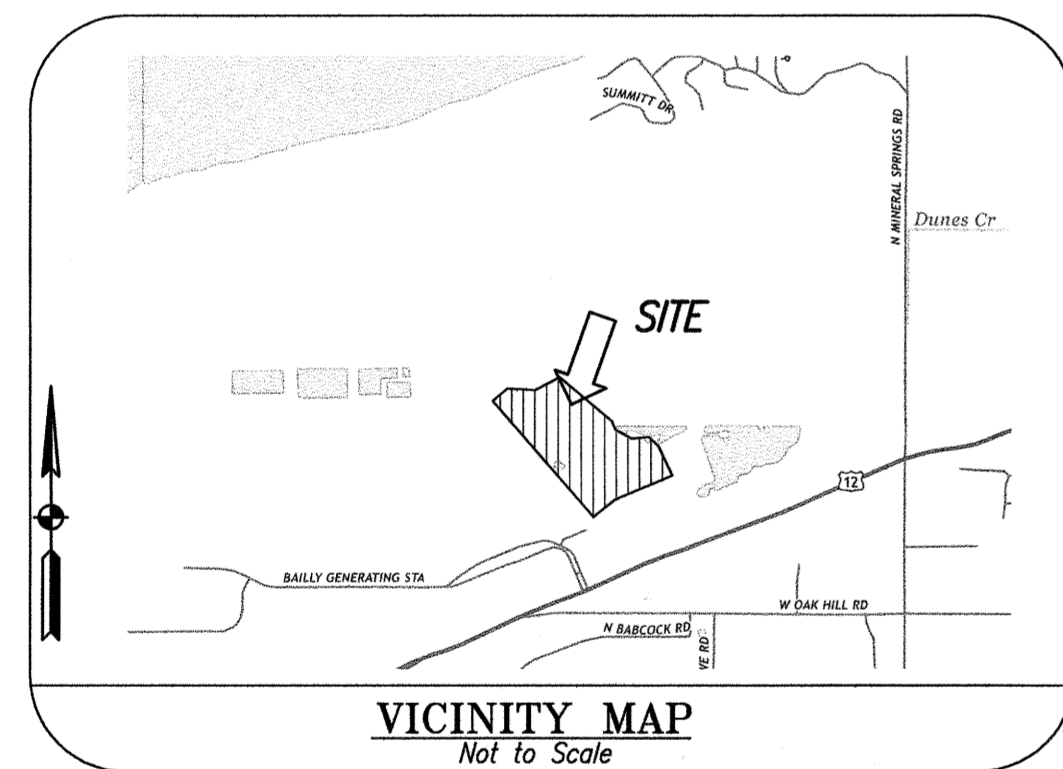 SUMMITT DR
N MINERAL SPRINGS RD
Dunes Cr
SITE
12
BAILLY GENERATING STA
W OAK HILL RD
N BABCOCK RD
VE RD
VICINITY MAP
Not to Scale